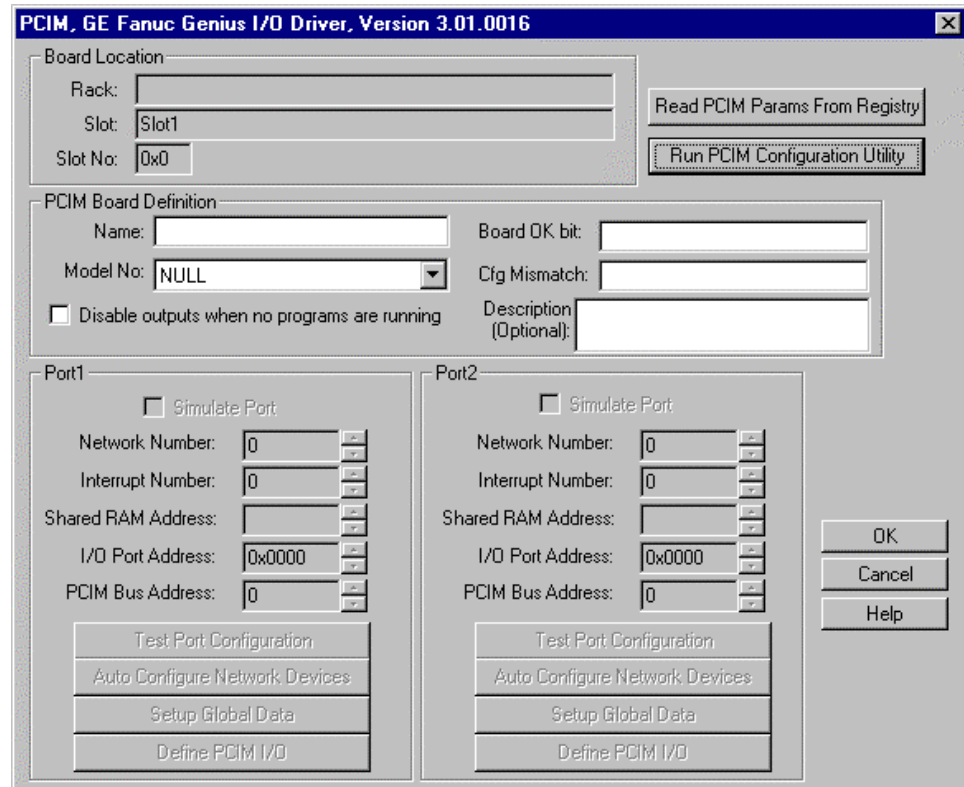 PCIM, GE Fanuc Genius I/O Driver, Version 3.01.0016
Board Location
Rack:
Slot: Slot1
Slot No: 0x0
Read PCIM Params From Registry
Run PCIM Configuration Utility
PCIM Board Definition
Name:
Model No: NULL
Disable outputs when no programs are running
Board OK bit:
Cfg Mismatch:
Description
(Optional):
Port1
Simulate Port
Network Number: 0
Interrupt Number: 0
Shared RAM Address:
I/O Port Address: 0x0000
PCIM Bus Address: 0
Test Port Configuration
Auto Configure Network Devices
Setup Global Data
Define PCIM I/O
Port2
Simulate Port
Network Number: 0
Interrupt Number: 0
Shared RAM Address:
I/O Port Address: 0x0000
PCIM Bus Address: 0
Test Port Configuration
Auto Configure Network Devices
Setup Global Data
Define PCIM I/O
OK
Cancel
Help